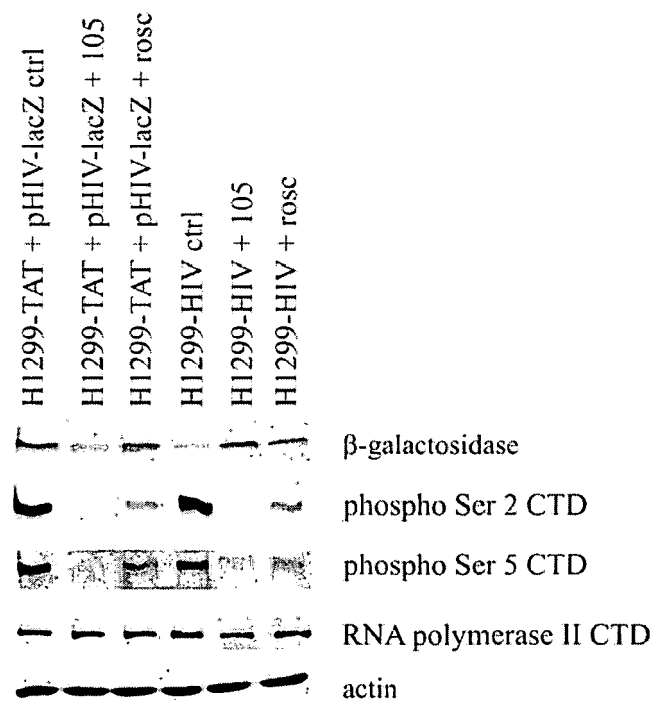 H1299-TAT + pHIV-lacZ ctrl
H1299-TAT + pHIV-lacZ + 105
H1299-TAT + pHIV-lacZ + rosc
H1299-HIV ctrl
H1299-HIV + 105
H1299-HIV + rosc
β-galactosidase
phospho Ser 2 CTD
phospho Ser 5 CTD
RNA polymerase II CTD
actin